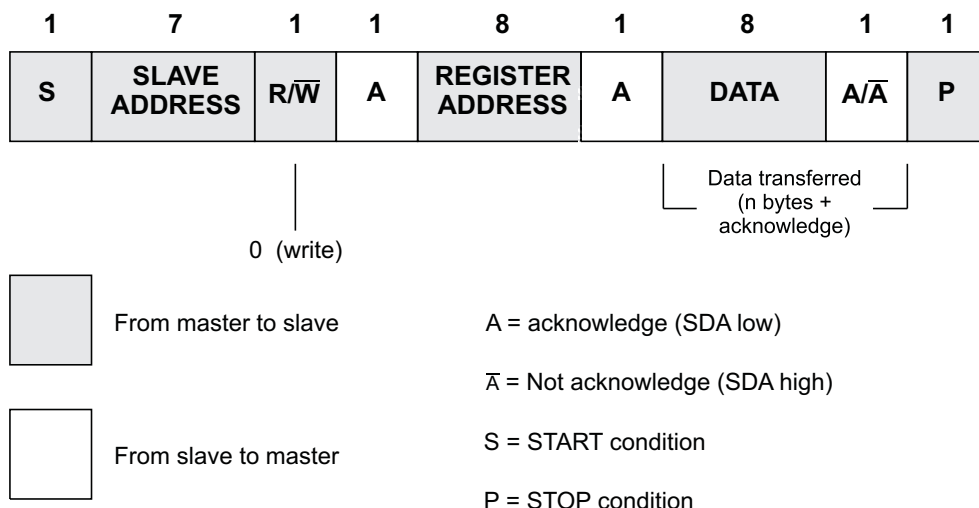 1 7 1 1 8 1 8 1 1
S SLAVE ADDRESS R/W̅ A REGISTER ADDRESS A DATA A/A̅ P
Data transferred
(n bytes +
acknowledge)
0 (write)
From master to slave
A = acknowledge (SDA low)
A̅ = Not acknowledge (SDA high)
From slave to master
S = START condition
P = STOP condition